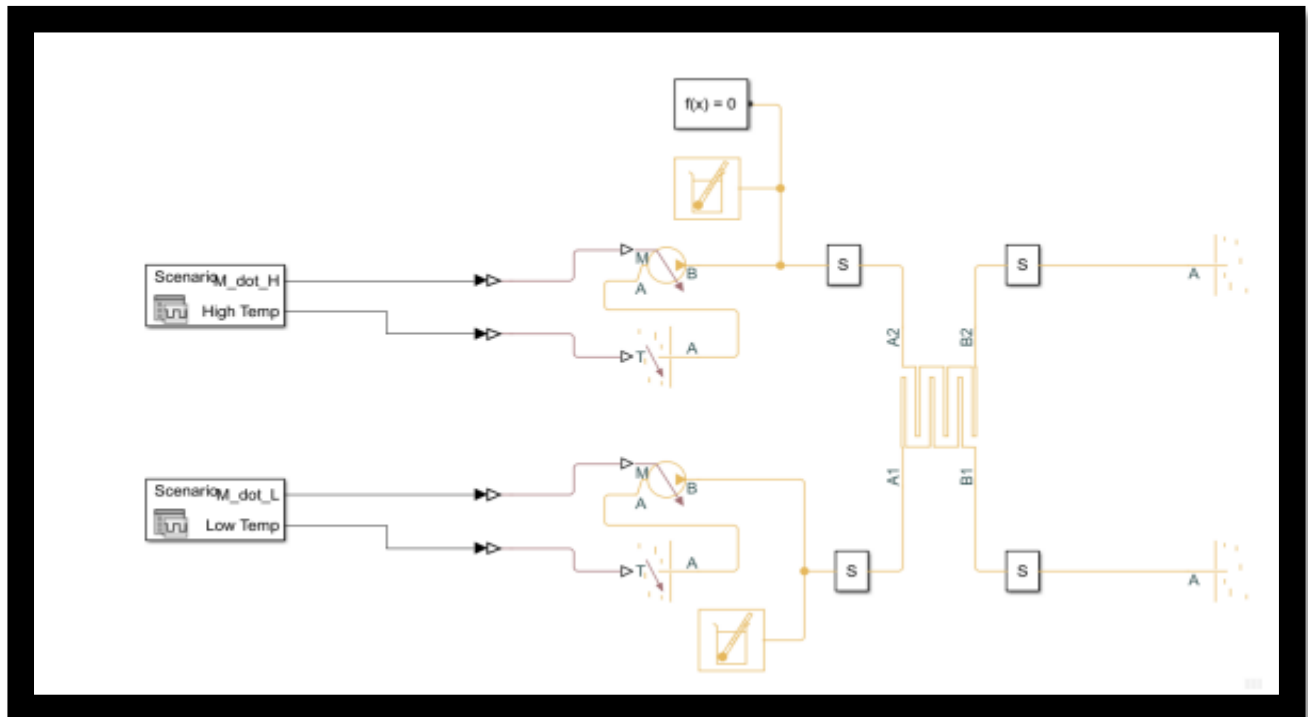 f(x) = 0
Scenario
M_dot_H
High Temp
M
B
A
T
A
S
S
A
A2
B2
Scenario
M_dot_L
Low Temp
M
B
A
T
A
A1
B1
S
S
A